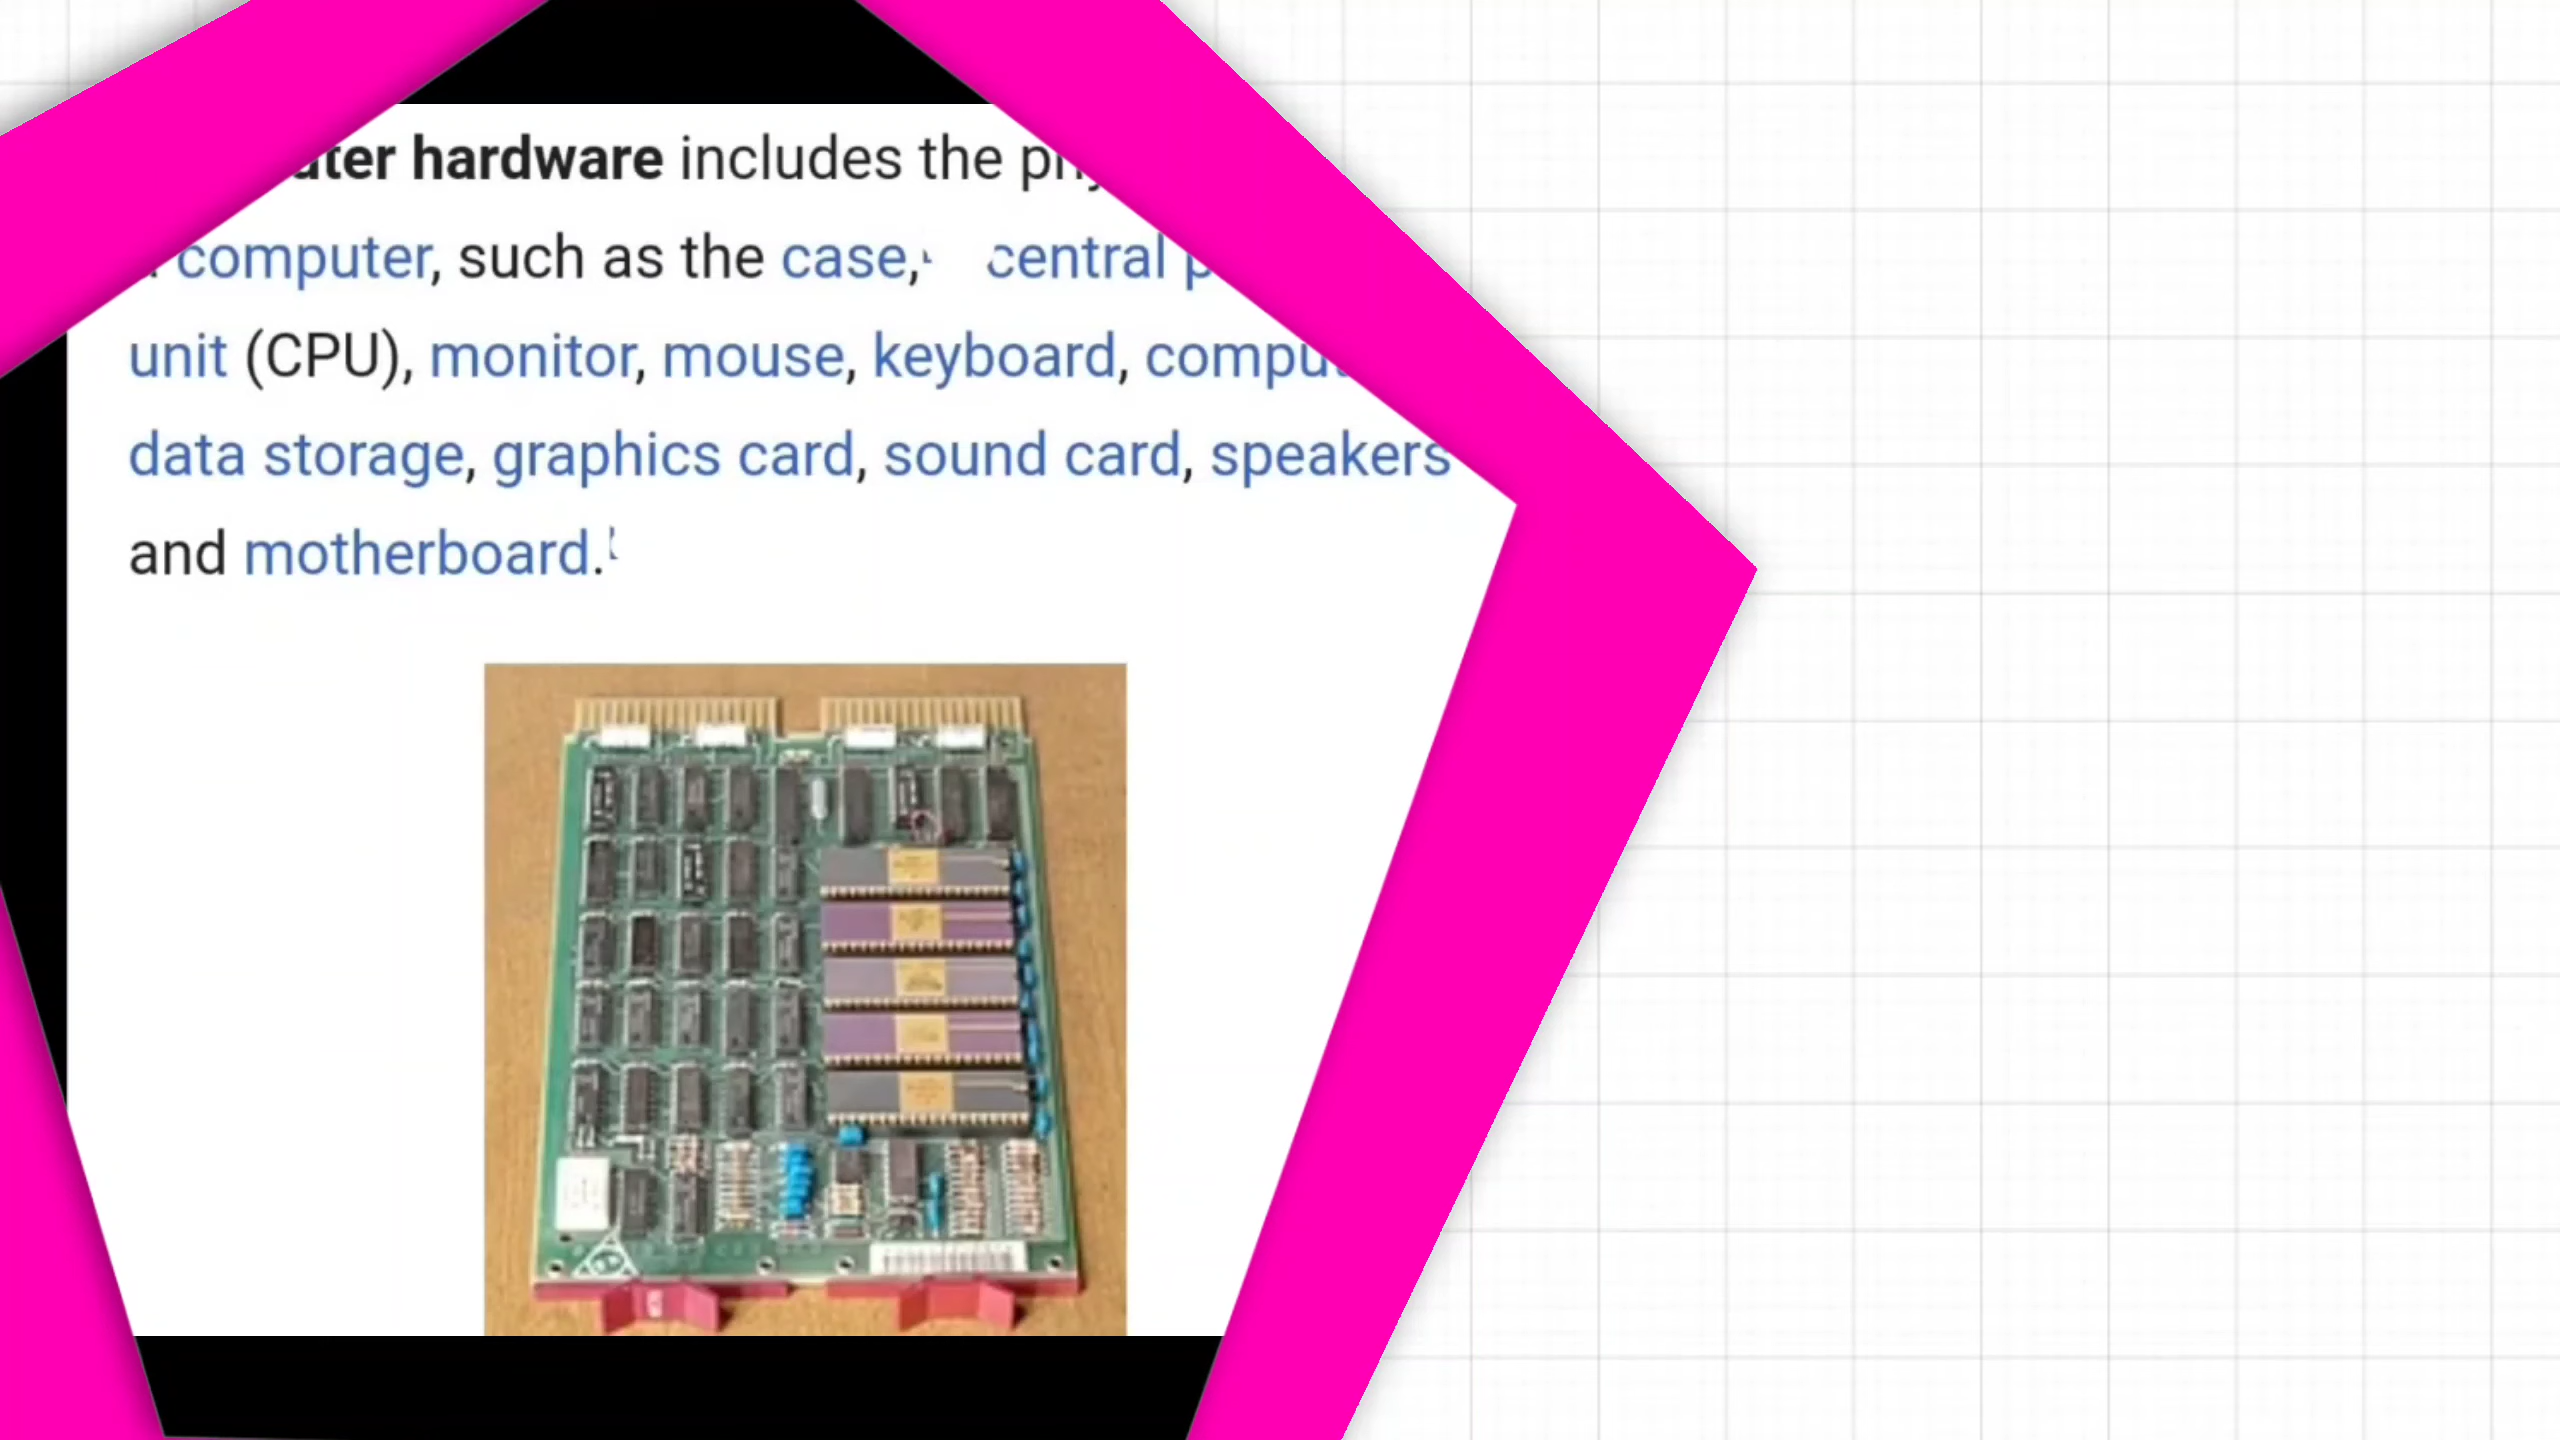 hardware includes the
computer, such as the case, central
unit (CPU), monitor, mouse, keyboard,
data storage, graphics card, sound card, speakers
and motherboard.